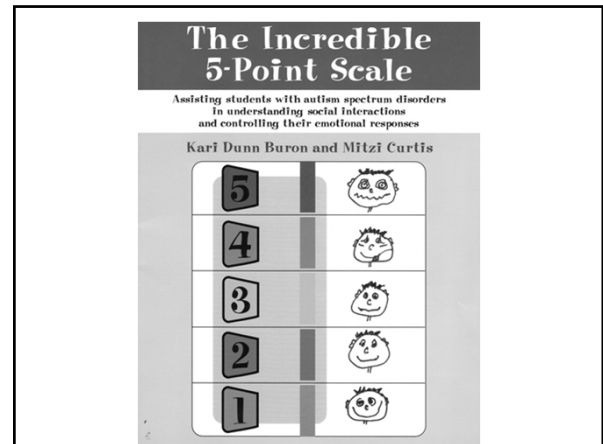 The Incredible
5-Point Scale
Assisting students with autism spectrum disorders
in understanding social interactions
and controlling their emotional responses
Kari Dunn Buron and Mitzi Curtis
5
4
3
2
1